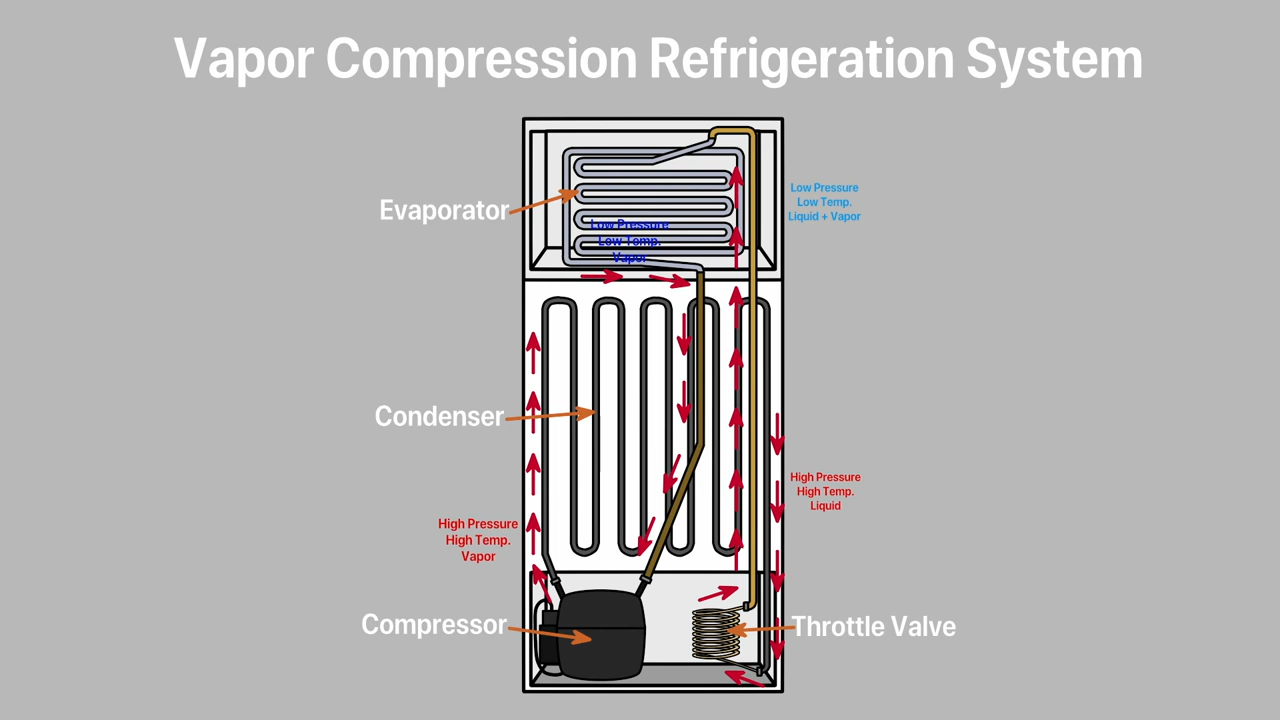 Vapor Compression Refrigeration System
Evaporator
Low Pressure
Low Temp.
Liquid + Vapor
Low Pressure
Low Temp.
Vapor
Condenser
High Pressure
High Temp.
Liquid
High Pressure
High Temp.
Vapor
Compressor
Throttle Valve